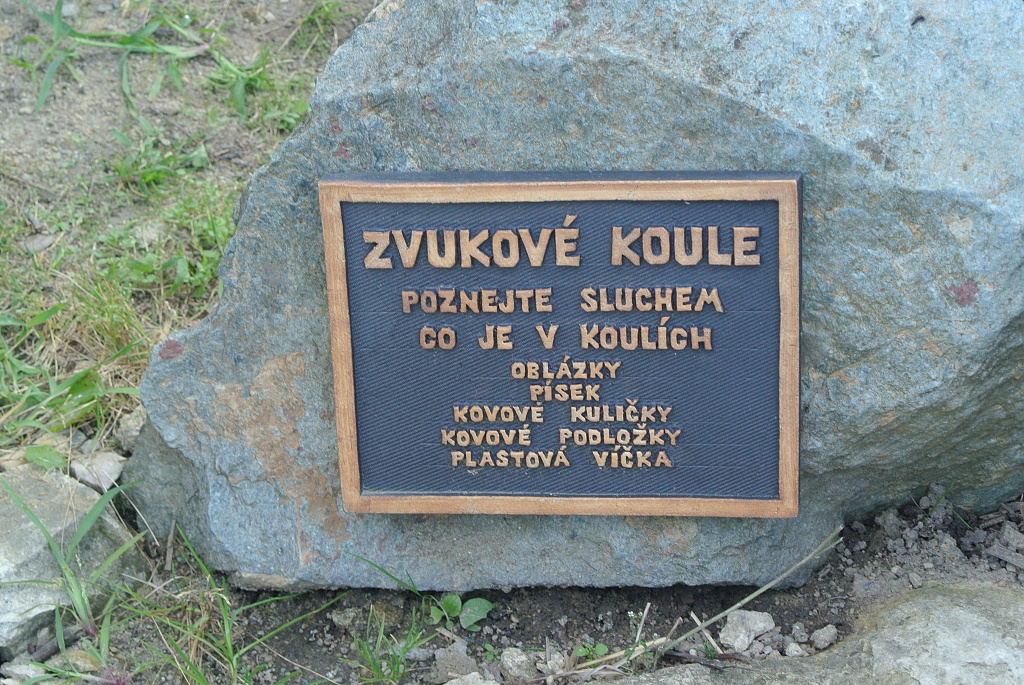 ZVUKOVÉ KOULE
POZNEJTE SLUCHEM
CO JE V KOULÍCH
OBLÁZKY
PÍSEK
KOVOVÉ KULIČKY
KOVOVÉ PODLOŽKY
PLASTOVÁ VÍČKA